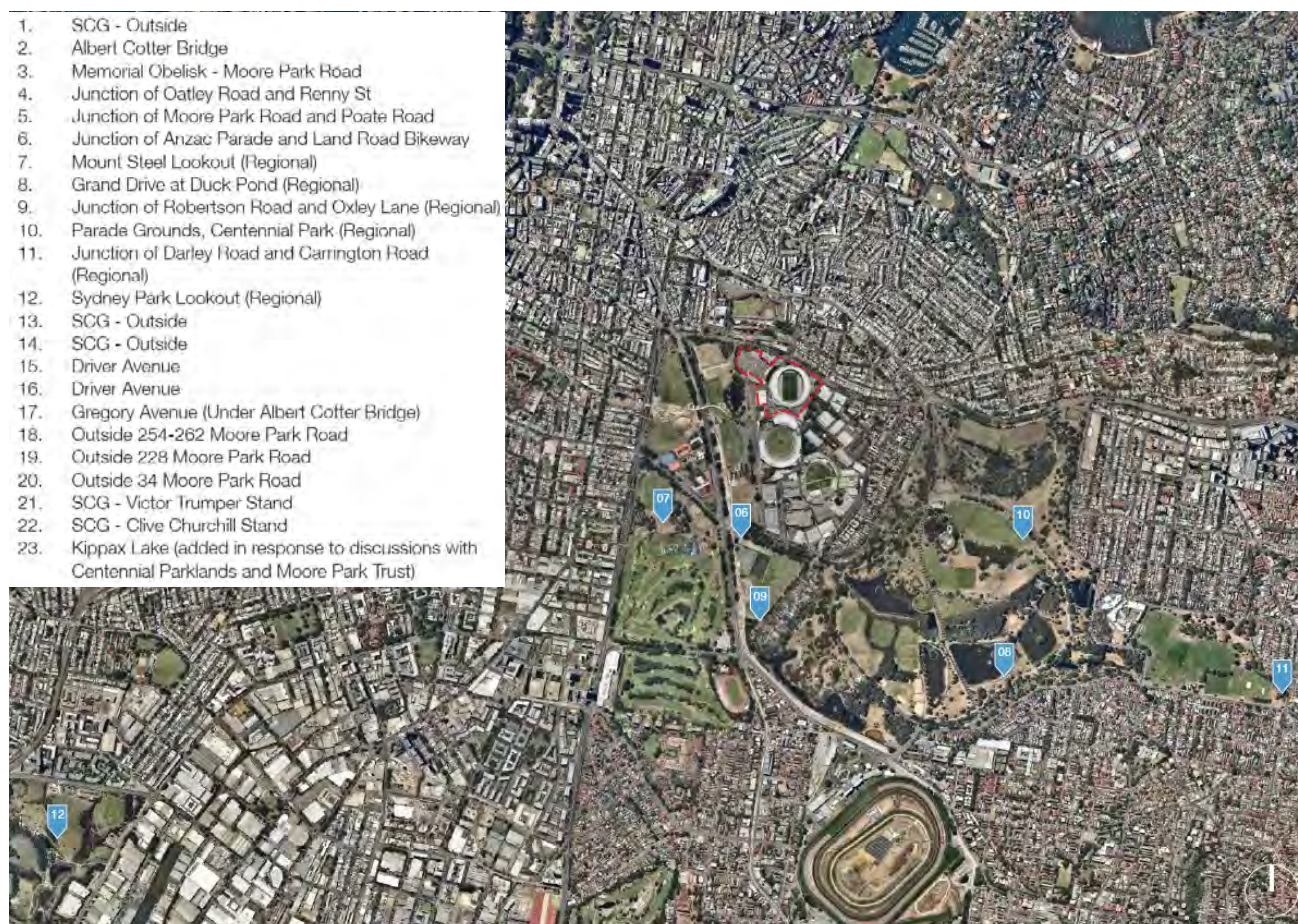 1. SCG - Outside
2. Albert Cotter Bridge
3. Memorial Obelisk - Moore Park Road
4. Junction of Oatley Road and Renny St
5. Junction of Moore Park Road and Poate Road
6. Junction of Anzac Parade and Land Road Bikeway
7. Mount Steel Lookout (Regional)
8. Grand Drive at Duck Pond (Regional)
9. Junction of Robertson Road and Oxley Lane (Regional)
10. Parade Grounds, Centennial Park (Regional)
11. Junction of Darley Road and Carrington Road
(Regional)
12. Sydney Park Lookout (Regional)
13. SCG - Outside
14. SCG - Outside
15. Driver Avenue
16. Driver Avenue
17. Gregory Avenue (Under Albert Cotter Bridge)
18. Outside 254-262 Moore Park Road
19. Outside 228 Moore Park Road
20. Outside 34 Moore Park Road
21. SCG - Victor Trumper Stand
22. SCG - Clive Churchill Stand
23. Kippax Lake (added in response to discussions with
Centennial Parklands and Moore Park Trust)
07
06
10
09
08
11
12